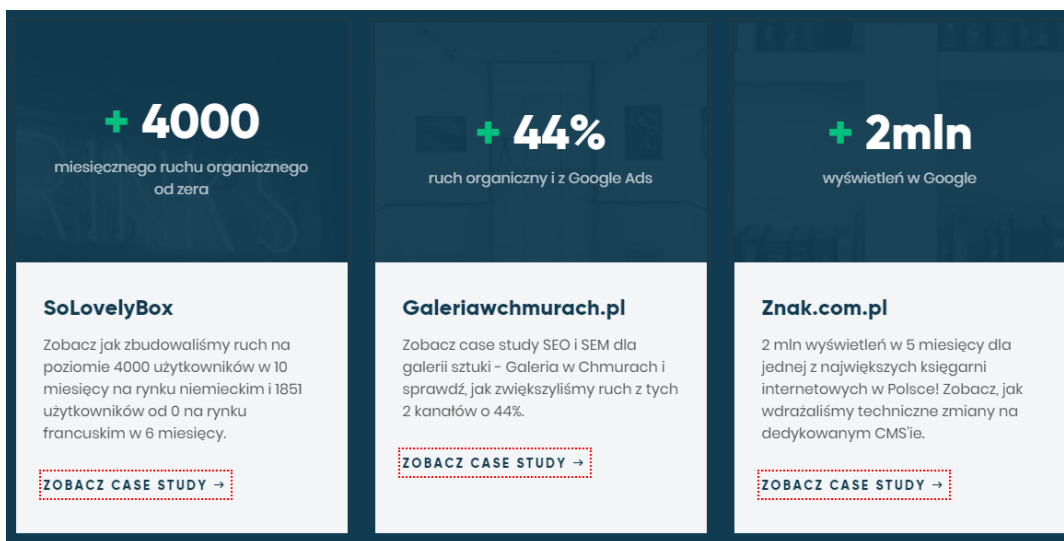 + 4000
miesięcznego ruchu organicznego
od zera
SoLovelyBox
Zobacz jak zbudowaliśmy ruch na
poziomie 4000 użytkowników w 10
miesięcy na rynku niemieckim i 1851
użytkowników od 0 na rynku
francuskim w 6 miesięcy.
ZOBACZ CASE STUDY →
+ 44%
ruch organiczny i z Google Ads
Galeriawchmurach.pl
Zobacz case study SEO i SEM dla
galerii sztuki - Galeria w Chmurach i
sprawdź, jak zwiększyliśmy ruch z tych
2 kanałów o 44%.
ZOBACZ CASE STUDY →
+ 2mln
wyświetleń w Google
Znak.com.pl
2 mln wyświetleń w 5 miesięcy dla
jednej z największych księgarni
internetowych w Polsce! Zobacz, jak
wdrażaliśmy techniczne zmiany na
dedykowanym CMS'ie.
ZOBACZ CASE STUDY →